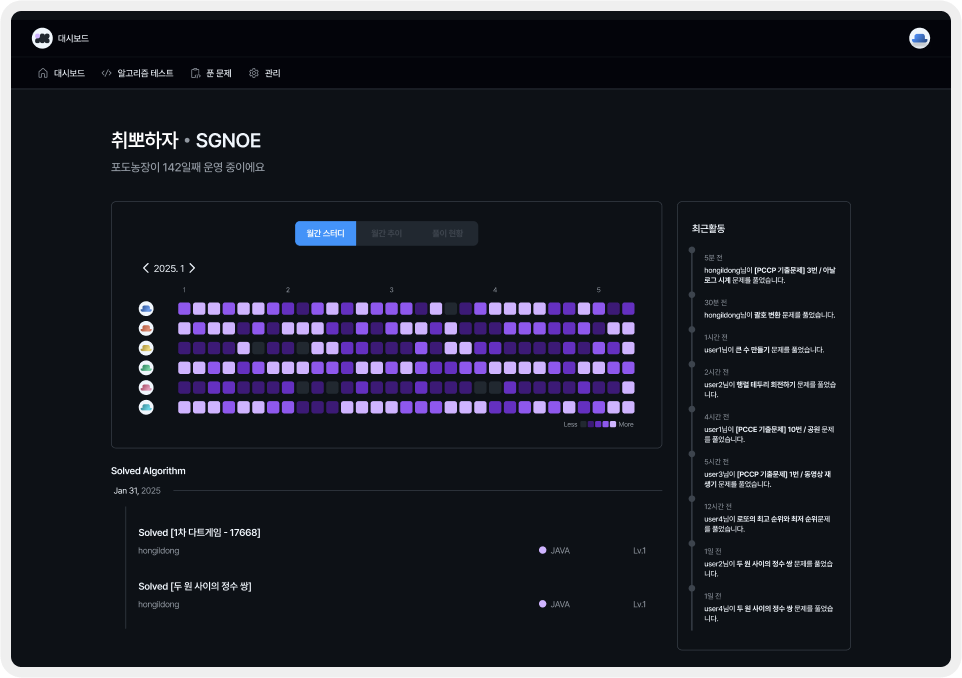 대시보드
대시보드
알고리즘 테스트
푼 문제
관리
취뽀하자 • SGNOE
포도농장이 142일째 운영 중이에요
월간 스터디
월간 추이
풀이 현황
2025. 1
1 2 3 4 5
Less
More
Solved Algorithm
Jan 31, 2025
Solved [1차 다트게임 - 17668]
hongildong
JAVA
Lv.1
Solved [두 원 사이의 정수 쌍]
hongildong
JAVA
Lv.1
최근활동
5분 전
hongildong님이 [PCCP 기출문제] 3번 / 아날
로그 시계 문제를 풀었습니다.
30분 전
hongildong님이 괄호 변환 문제를 풀었습니다.
1시간 전
user1님이 큰 수 만들기 문제를 풀었습니다.
2시간 전
user2님이 행렬 테두리 회전하기 문제를 풀었습
니다.
4시간 전
user1님이 [PCCE 기출문제] 10번 / 공원 문제
를 풀었습니다.
5시간 전
user3님이 [PCCP 기출문제] 1번 / 동영상 재
생기 문제를 풀었습니다.
12시간 전
user4님이 로또의 최고 순위와 최저 순위문제
를 풀었습니다.
1일 전
user2님이 두 원 사이의 정수 쌍 문제를 풀었습
니다.
1일 전
user4님이 두 원 사이의 정수 쌍 문제를 풀었습
니다.